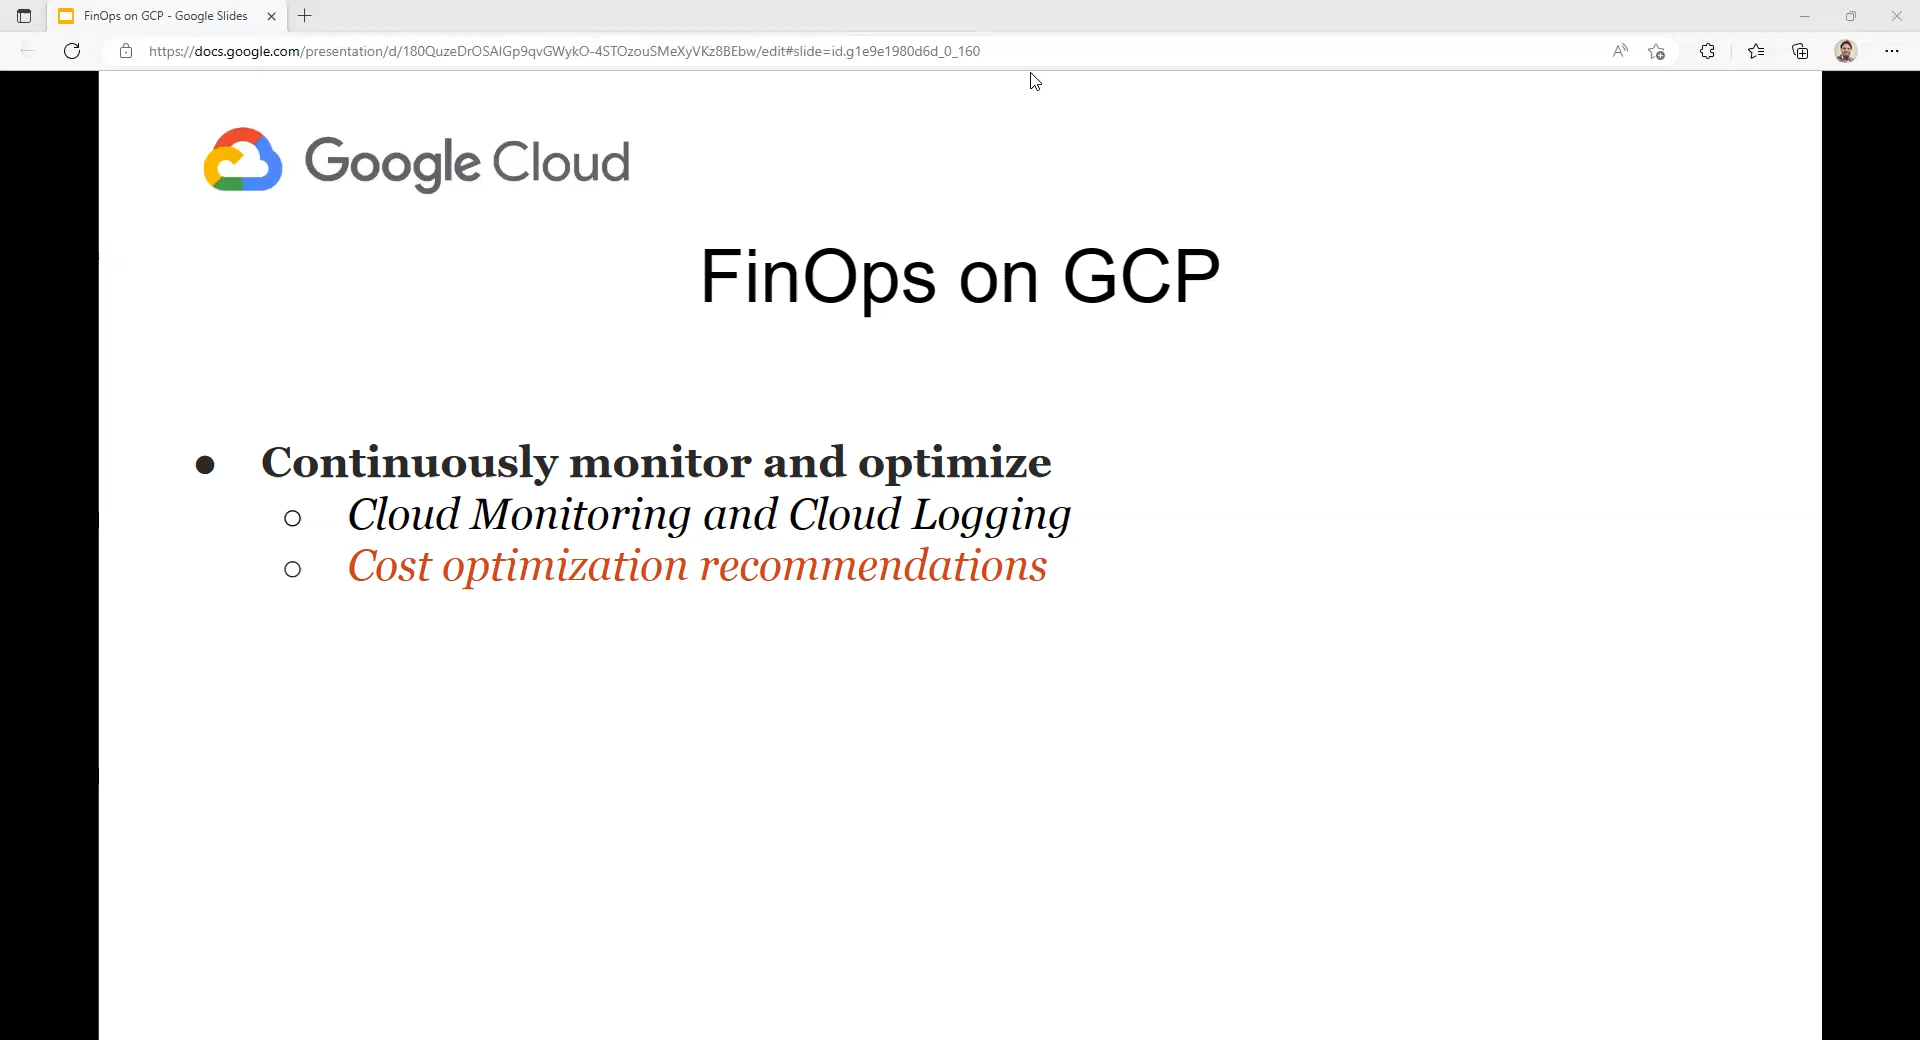 FinOps on GCP - Google Slides
https://docs.google.com/presentation/d/180QuzeDrOSAlGp9qvGWykO-4STOzouSMeXyVKz8BEbw/edit#slide=id.g1e9e1980d6d_0_160
Google Cloud
FinOps on GCP
● Continuously monitor and optimize
○ Cloud Monitoring and Cloud Logging
○ Cost optimization recommendations